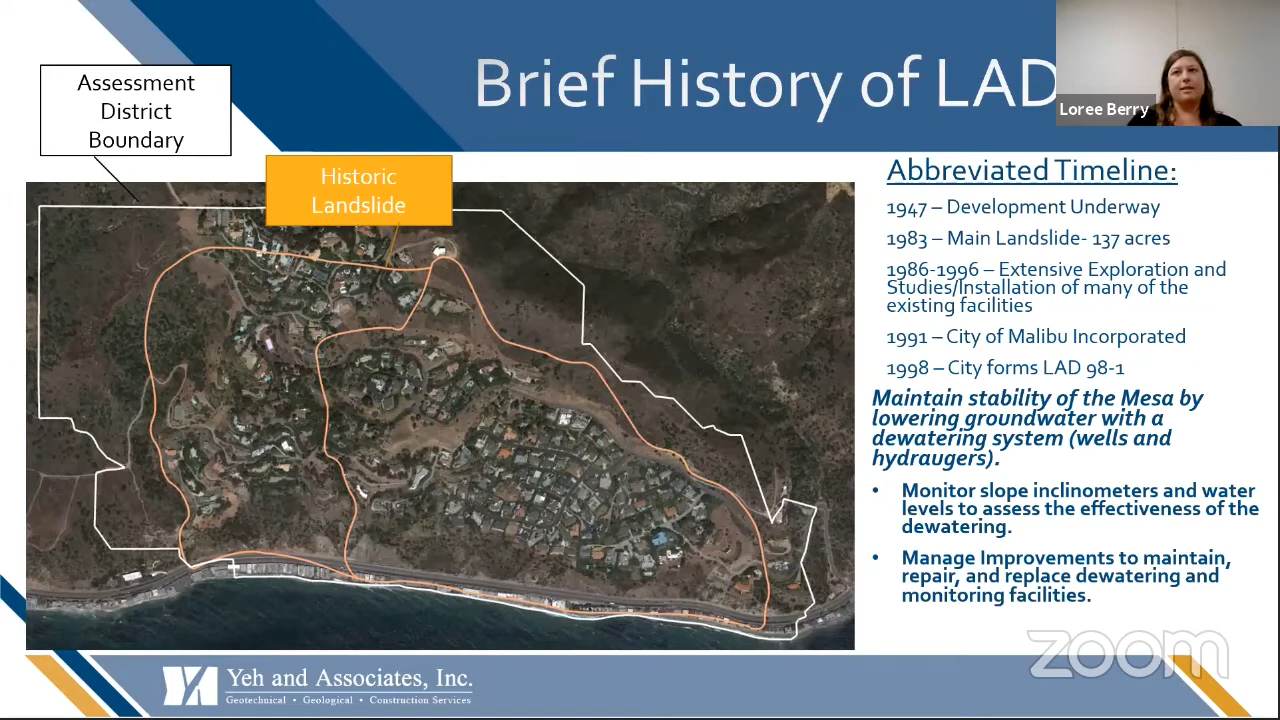 Brief History of LAD
Loree Berry
Assessment
District
Boundary
Historic
Landslide
Abbreviated Timeline:
1947 – Development Underway
1983 – Main Landslide- 137 acres
1986-1996 – Extensive Exploration and
Studies/Installation of many of the
existing facilities
1991 – City of Malibu Incorporated
1998 – City forms LAD 98-1
Maintain stability of the Mesa by
lowering groundwater with a
dewatering system (wells and
hydraugers).
• Monitor slope inclinometers and water
levels to assess the effectiveness of the
dewatering.
• Manage Improvements to maintain,
repair, and replace dewatering and
monitoring facilities.
zoom
Yeh and Associates, Inc.
Geotechnical • Geological • Construction Services